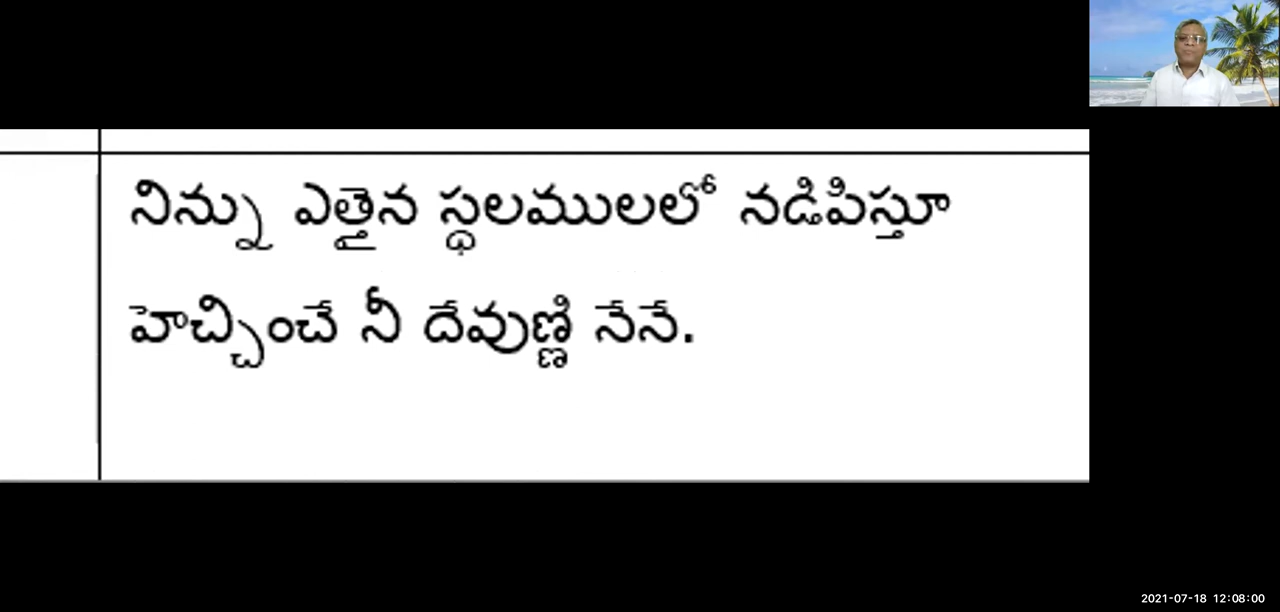 నిన్ను ఎత్తైన స్థలములలో నడిపిస్తూ
హెచ్చించే నీ దేవుణ్ణి నేనే.
2021-07-18 12:08:00